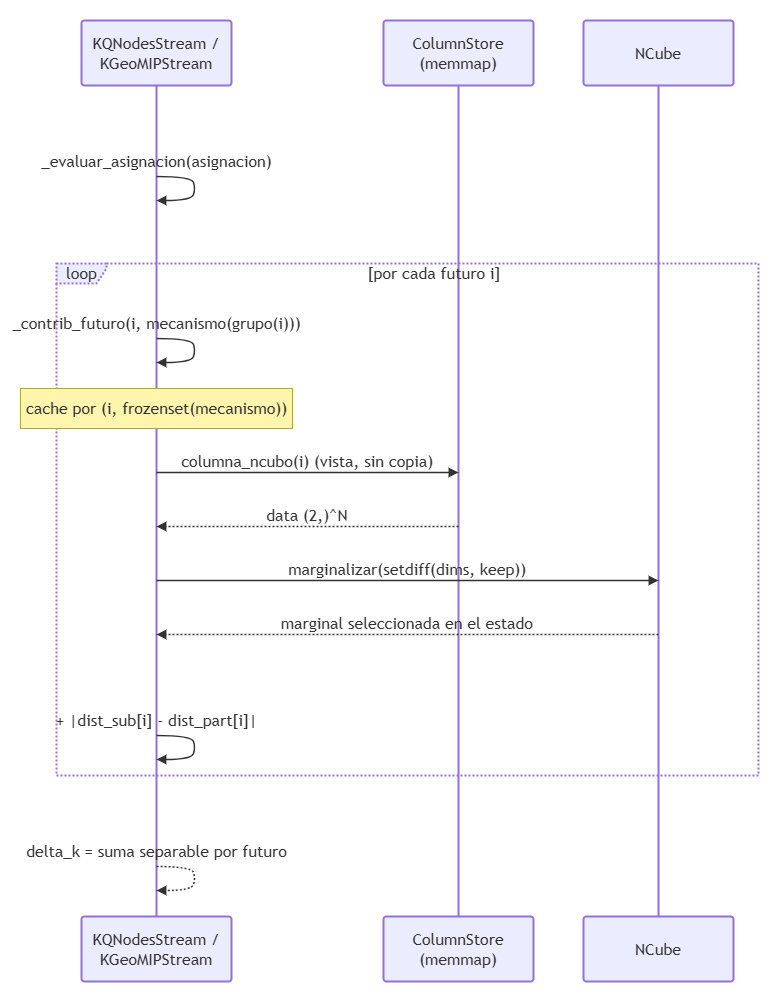 KQNodesStream /
KGeoMIPStream
ColumnStore
(memmap)
NCube
_evaluar_asignacion(asignacion)
loop
[por cada futuro i]
_contrib_futuro(i, mecanismo(grupo(i)))
cache por (i, frozenset(mecanismo))
columna_ncubo(i) (vista, sin copia)
data (2,)^N
marginalizar(setdiff(dims, keep))
marginal seleccionada en el estado
+ |dist_sub[i] - dist_part[i]|
delta_k = suma separable por futuro
KQNodesStream /
KGeoMIPStream
ColumnStore
(memmap)
NCube